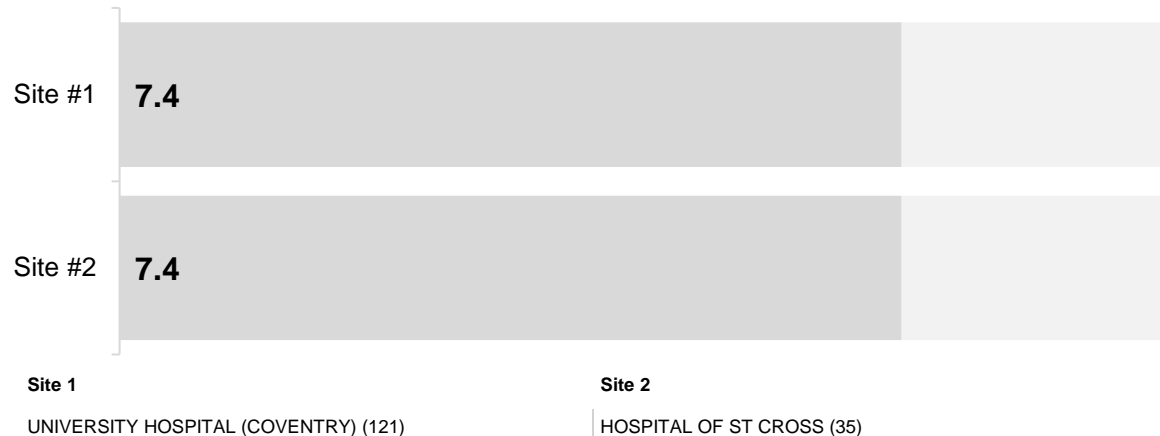 Site #1 7.4
Site #2 7.4
Site 1 Site 2
UNIVERSITY HOSPITAL (COVENTRY) (121) HOSPITAL OF ST CROSS (35)